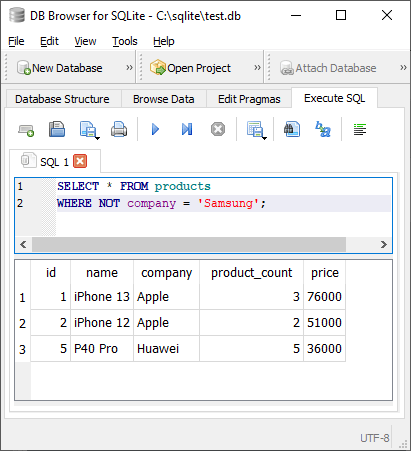 DB Browser for SQLite - C:\sqlite\test.db
File Edit View Tools Help
New Database » Open Project » Attach Database »
Database Structure Browse Data Edit Pragmas Execute SQL
SQL 1
1 SELECT * FROM products
2 WHERE NOT company = 'Samsung';
id name company product_count price
1 1 iPhone 13 Apple 3 76000
2 2 iPhone 12 Apple 2 51000
3 5 P40 Pro Huawei 5 36000
UTF-8